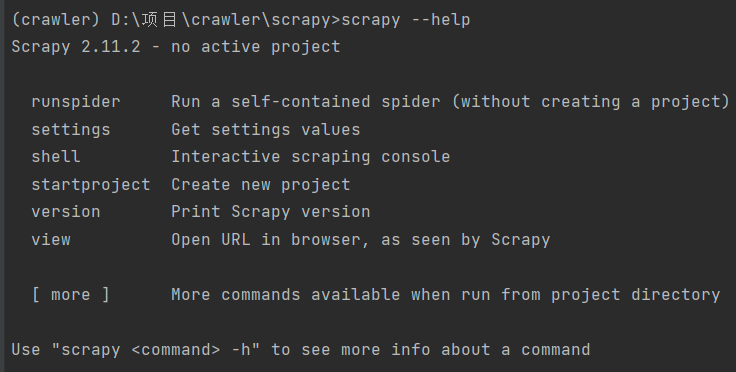 (crawler) D:\项目\crawler\scrapy>scrapy --help
Scrapy 2.11.2 - no active project
runspider     Run a self-contained spider (without creating a project)
settings      Get settings values
shell         Interactive scraping console
startproject  Create new project
version       Print Scrapy version
view          Open URL in browser, as seen by Scrapy
[ more ]      More commands available when run from project directory
Use "scrapy <command> -h" to see more info about a command